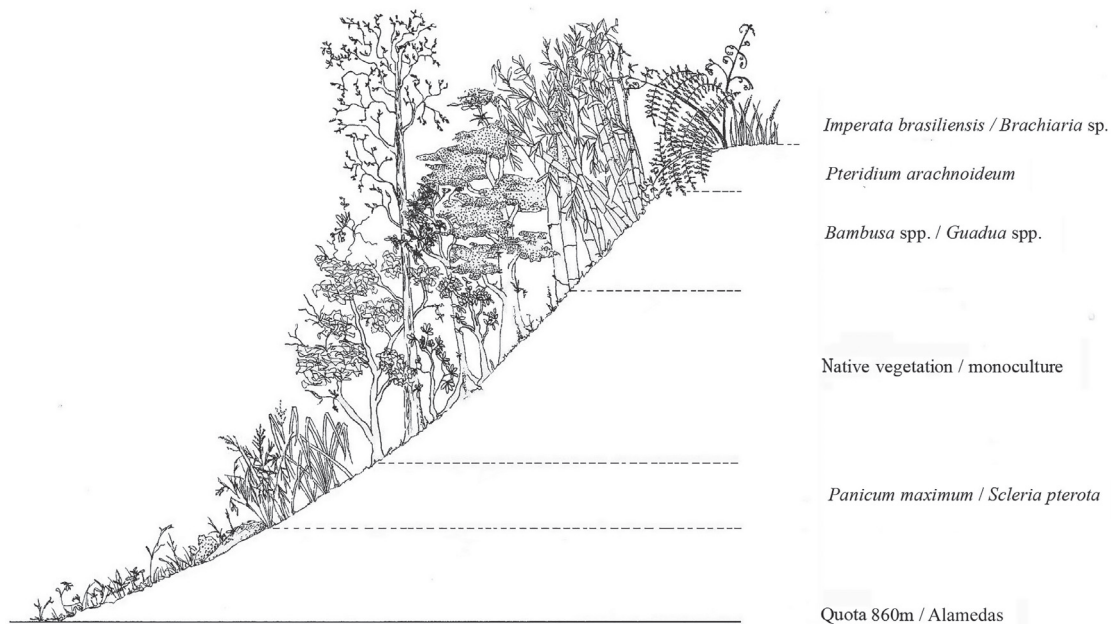 Imperata brasiliensis / Brachiaria sp.
Pteridium arachnoideum
Bambusa spp. / Guadua spp.
Native vegetation / monoculture
Panicum maximum / Scleria pterota
Quota 860m / Alamedas